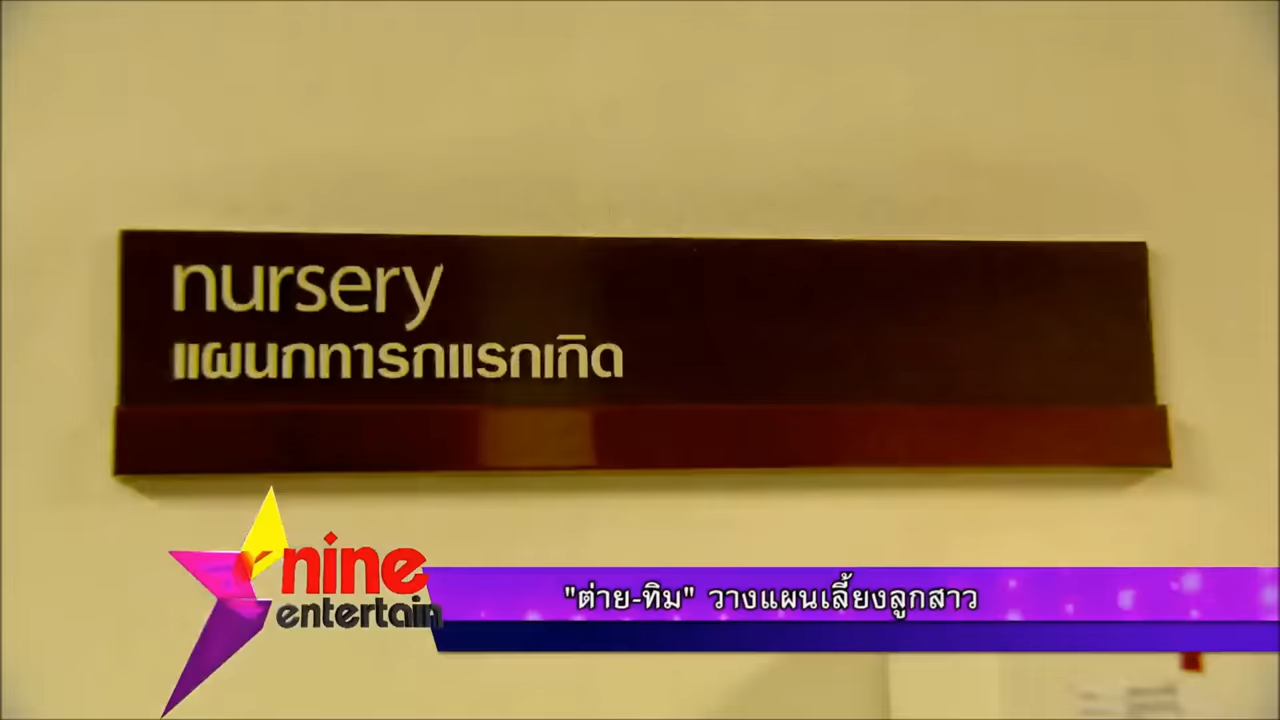 nursery
แผนกทารกแรกเกิด
nine
entertain
"ต่าย-ทิม" วางแผนเลี้ยงลูกสาว